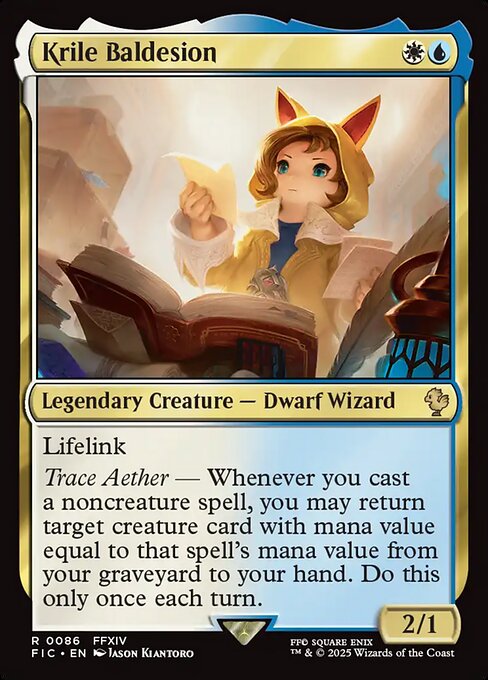 Krile Baldesion
Legendary Creature — Dwarf Wizard
Lifelink
Trace Aether — Whenever you cast
a noncreature spell, you may return
target creature card with mana value
equal to that spell's mana value from
your graveyard to your hand. Do this
only once each turn.
2/1
R 0086 FFXIV
FIC • EN Jason Kiantoro
FF© SQUARE ENIX
™ & © 2025 Wizards of the Coast